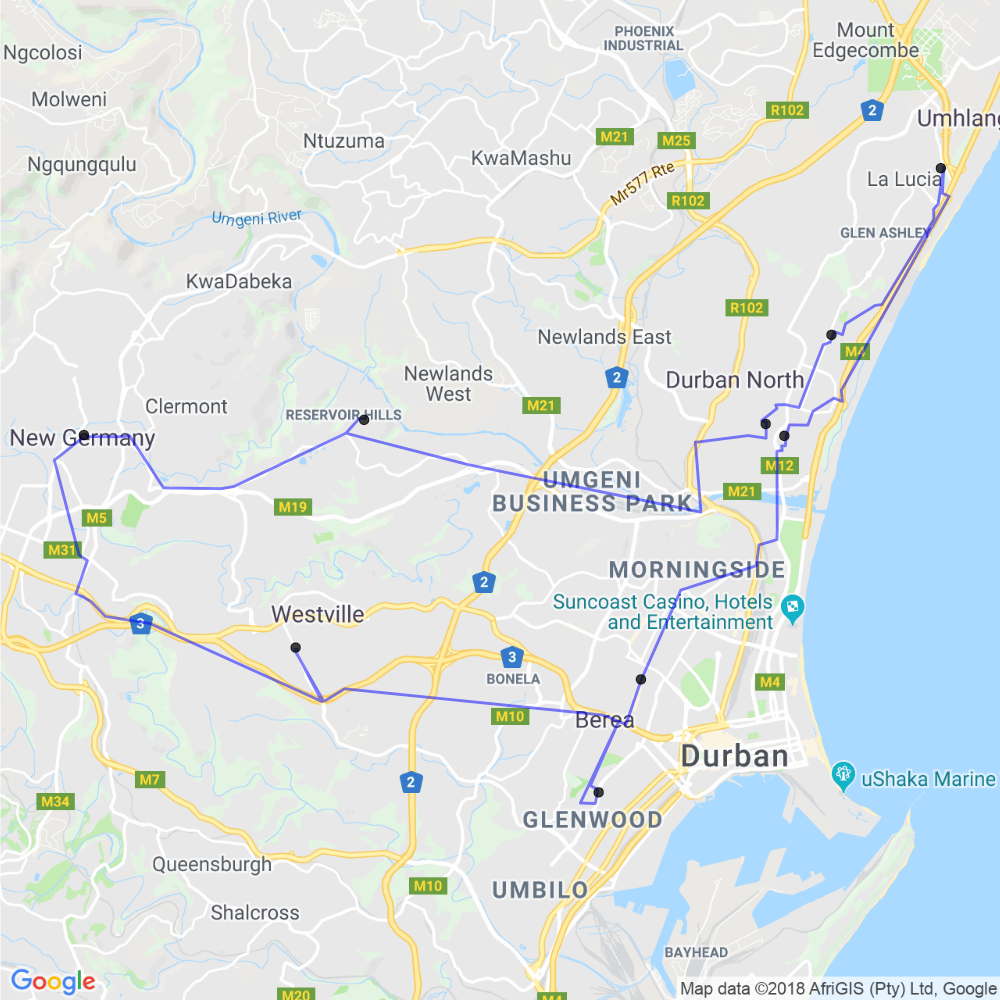 PHOENIX
INDUSTRIAL
Mount
Edgecombe
Ngcolosi
Molweni
R102
2
Umhlang
M21
M25
Ntuzuma
KwaMashu
Ngqungqulu
Mr577 Rte
La Lucia
R102
Umgeni River
GLEN ASHLEY
KwaDabeka
R102
Newlands East
M4
Newlands
West
2
Durban North
Clermont
M21
RESERVOIR HILLS
New Germany
M12
UMGENI
BUSINESS PARK
M21
M19
M5
M31
MORNINGSIDE
2
Suncoast Casino, Hotels
and Entertainment
Westville
3
3
BONELA
M4
M10
Berea
Durban
M7
2
uShaka Marine
M34
GLENWOOD
Queensburgh
M10
UMBILO
Shalcross
BAYHEAD
Google
M20
M4
Map data ©2018 AfriGIS (Pty) Ltd, Google